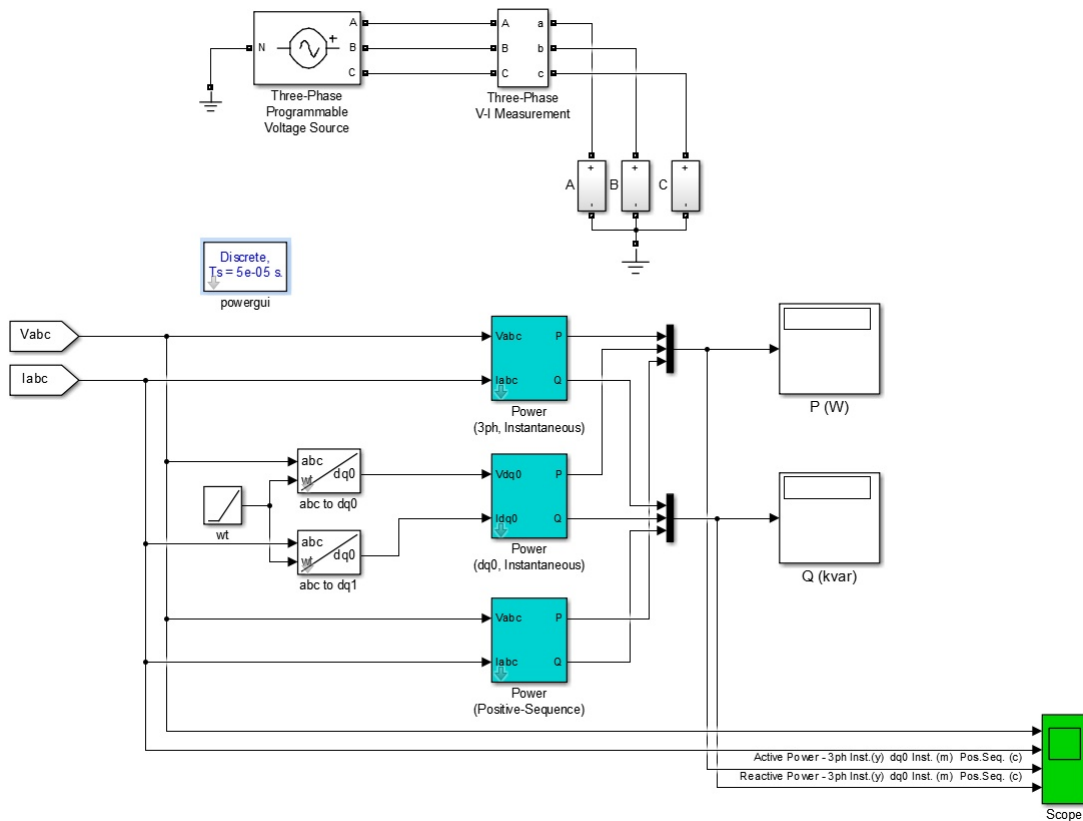 N
A
B
C
A
B
C
a
b
c
+
Three-Phase
Programmable
Voltage Source
Three-Phase
V-I Measurement
A
+
-
B
+
-
C
+
-
Discrete,
Ts = 5e-05 s.
powergui
Vabc
Iabc
Vabc
Iabc
P
Q
Power
(3ph, Instantaneous)
P (W)
abc
wt
dq0
abc to dq0
wt
abc
wt
dq0
abc to dq1
Vdq0
Idq0
P
Q
Power
(dq0, Instantaneous)
Q (kvar)
Vabc
Iabc
P
Q
Power
(Positive-Sequence)
Active Power - 3ph Inst.(y) dq0 Inst. (m) Pos.Seq. (c)
Reactive Power - 3ph Inst.(y) dq0 Inst. (m) Pos.Seq. (c)
Scope